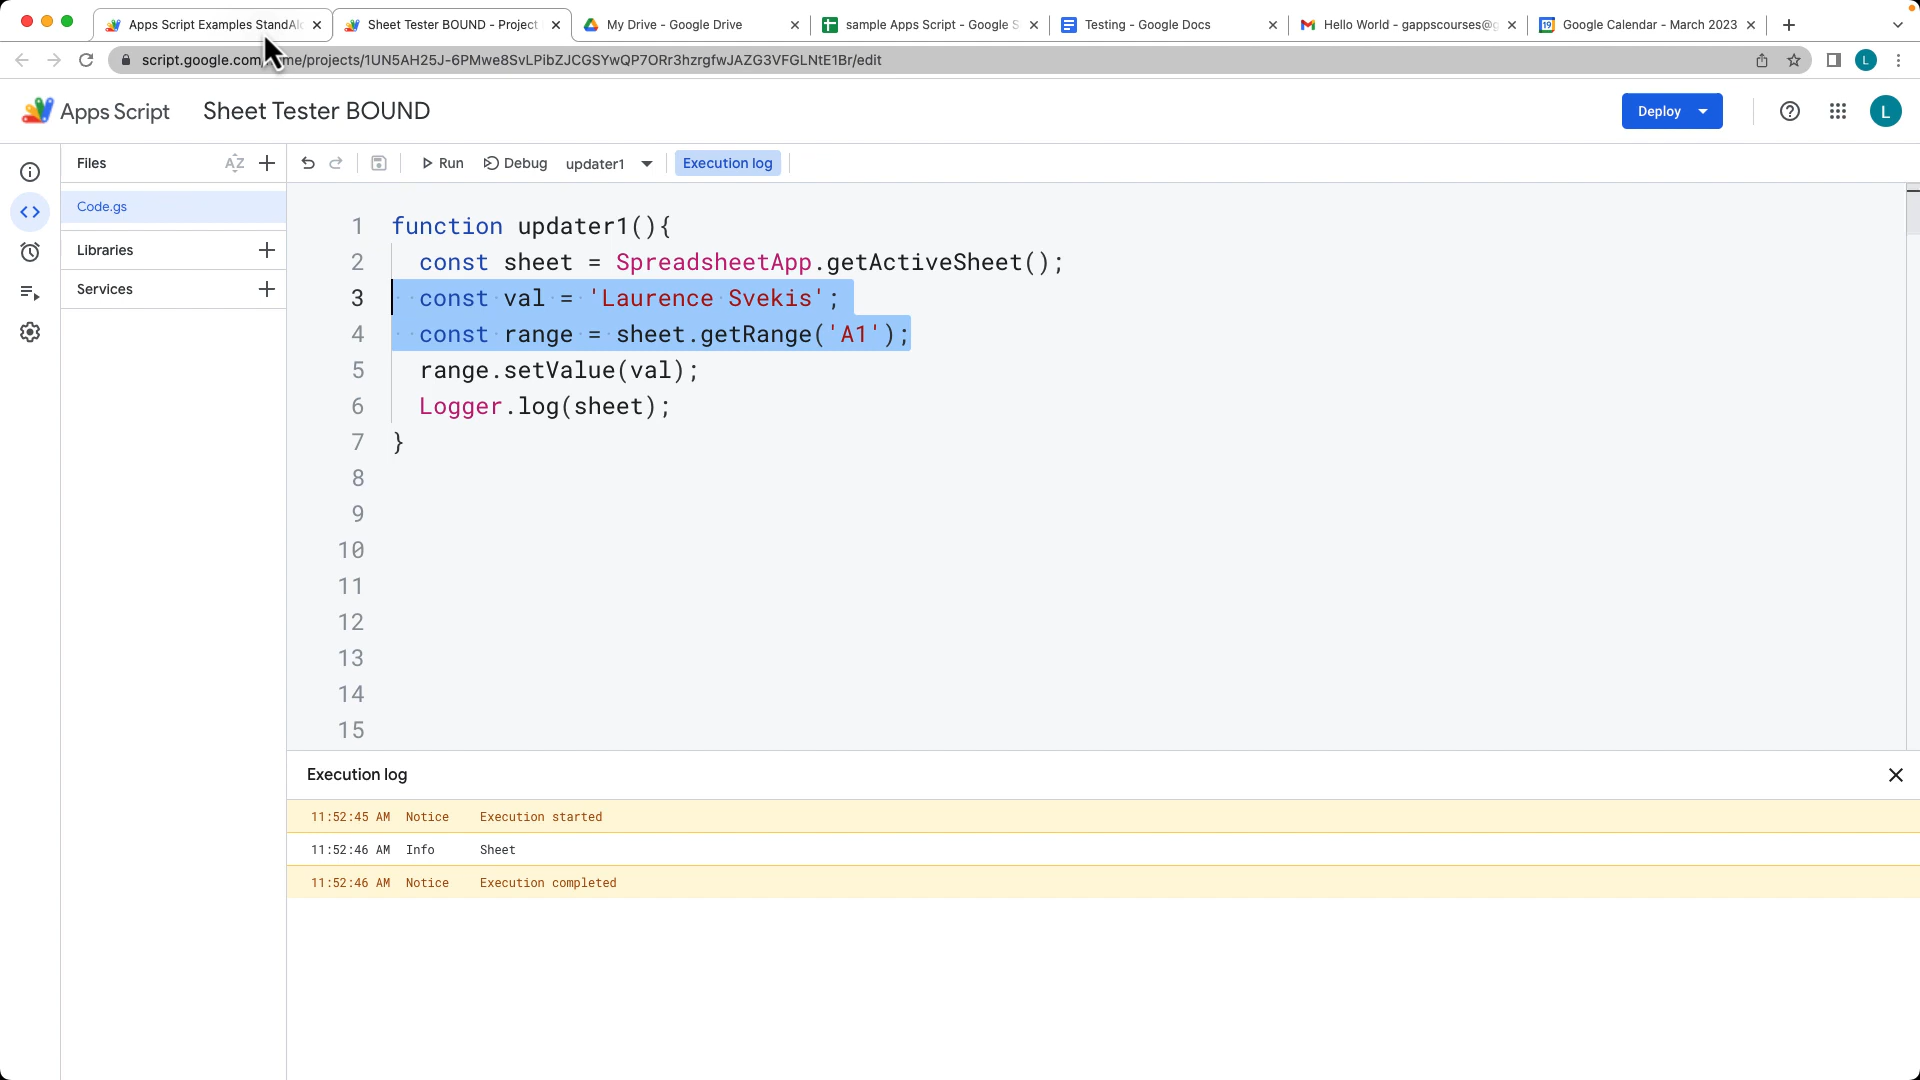 Apps Script Examples StandAlo
Sheet Tester BOUND - Project
My Drive - Google Drive
sample Apps Script - Google S
Testing - Google Docs
Hello World - gappscourses@g
19
Google Calendar - March 2023
script.google.com/ me/projects/1UN5AH25J-6PMwe8SvLPibZJCGSYwQP7ORr3hzrgfwJAZG3VFGLNtE1Br/edit
L
Apps Script
Sheet Tester BOUND
Deploy
L
Files
AZ
Run
Debug
updater1
Execution log
Code.gs
Libraries
Services
1 function updater1(){
2 const sheet = SpreadsheetApp.getActiveSheet();
3 const val = 'Laurence Svekis';
4 const range = sheet.getRange('A1');
5 range.setValue(val);
6 Logger.log(sheet);
7 }
8
9
10
11
12
13
14
15
Execution log
11:52:45 AM Notice Execution started
11:52:46 AM Info Sheet
11:52:46 AM Notice Execution completed